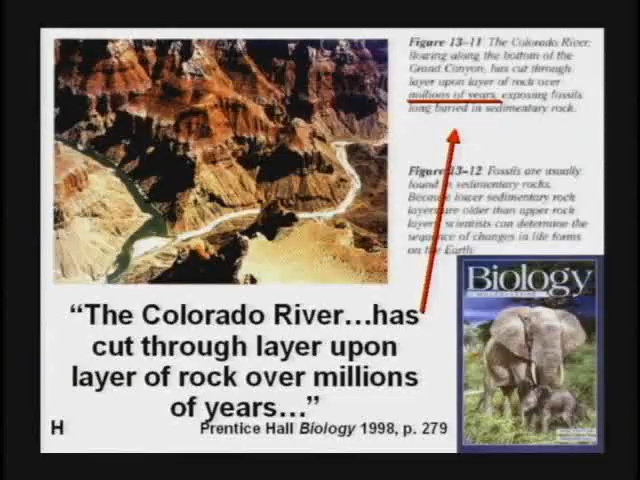 Figure 13–11 The Colorado River,
flowing along the bottom of the
Grand Canyon, has cut through
layer upon layer of rock over
millions of years, exposing fossils
long buried in sedimentary rock.
Figure 13–12 Fossils are usually
found in sedimentary rocks.
Because lower sedimentary rock
layers are older than upper rock
layers, scientists can determine the
sequence of changes in life forms
on the Earth
Biology
“The Colorado River…has
cut through layer upon
layer of rock over millions
of years…”
H
Prentice Hall Biology 1998, p. 279